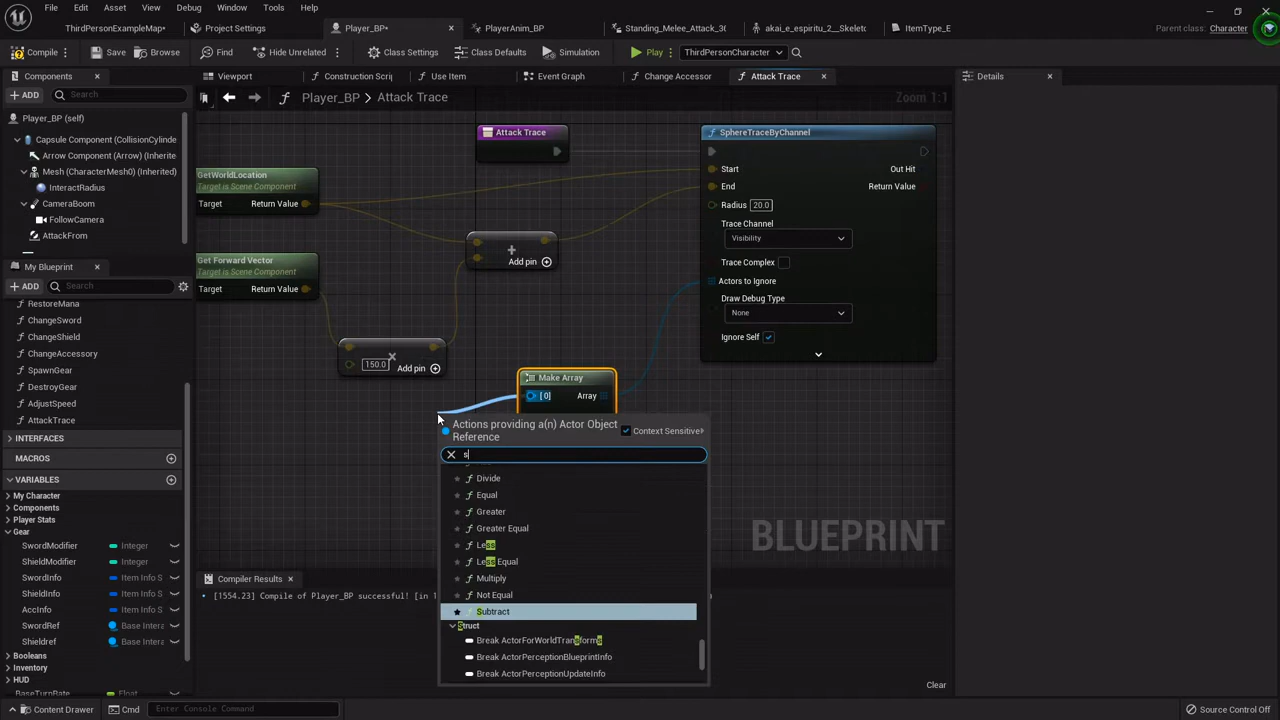 File Edit Asset View Debug Window Tools Help
ThirdPersonExampleMap*
Project Settings
Player_BP*
PlayerAnim_BP
Standing_Melee_Attack_36
akai_e_espiritu_2__Skeletc
ItemType_E
Parent class: Character
Compile
Save
Browse
Find
Hide Unrelated
Class Settings
Class Defaults
Simulation
Play
ThirdPersonCharacter
Components
ADD
Search
Player_BP (self)
Capsule Component (CollisionCylinde
Arrow Component (Arrow) (Inherite
Mesh (CharacterMesh0) (Inherited)
InteractRadius
CameraBoom
FollowCamera
AttackFrom
My Blueprint
ADD
Search
RestoreMana
ChangeSword
ChangeShield
ChangeAccessory
SpawnGear
DestroyGear
AdjustSpeed
AttackTrace
INTERFACES
MACROS
VARIABLES
My Character
Components
Player Stats
Gear
SwordModifier Integer
ShieldModifier Integer
SwordInfo Item Info S
ShieldInfo Item Info S
AccInfo Item Info S
SwordRef Base Intera
Shieldref Base Intera
Booleans
Inventory
HUD
BaseTurnRate Float
Viewport
Construction Scrip
Use Item
Event Graph
Change Accessor
Attack Trace
Player_BP > Attack Trace
Zoom 1:1
Attack Trace
GetWorldLocation
Target is Scene Component
Target Return Value
Get Forward Vector
Target is Scene Component
Target Return Value
+
Add pin
150.0 × Add pin
Make Array
[0] Array
SphereTraceByChannel
Start Out Hit
End Return Value
Radius 20.0
Trace Channel
Visibility
Trace Complex
Actors to Ignore
Draw Debug Type
None
Ignore Self
Actions providing a(n) Actor Object
Reference
Context Sensitive
s
Divide
Equal
Greater
Greater Equal
Less
Less Equal
Multiply
Not Equal
Subtract
Struct
Break ActorForWorldTransforms
Break ActorPerceptionBlueprintInfo
Break ActorPerceptionUpdateInfo
BLUEPRINT
Compiler Results
[1554.23] Compile of Player_BP successful! [in 1
Clear
Details
Content Drawer
Cmd
Enter Console Command
Source Control Off